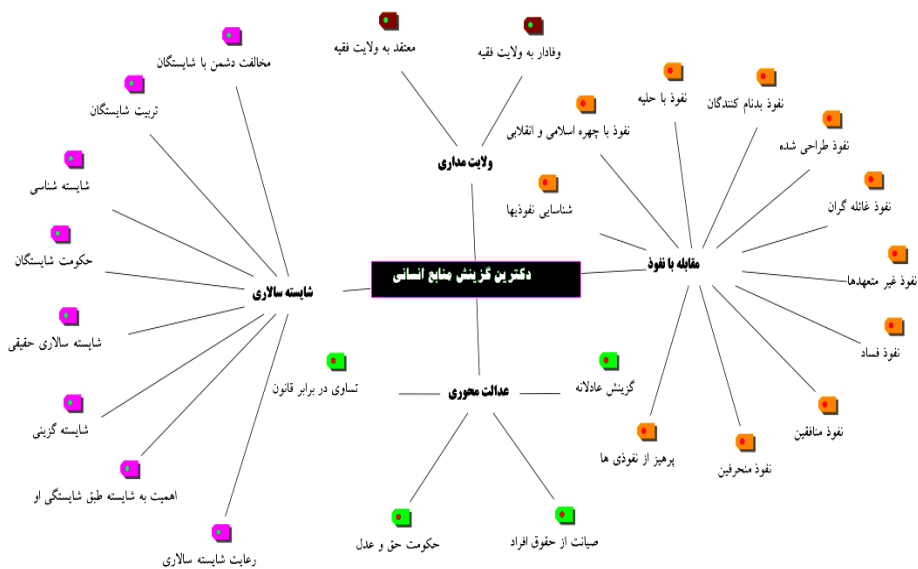 دکترین گزینش منابع انسانی
ولایت مداری
وفادار به ولایت فقیه
معتقد به ولایت فقیه
مقابله با نفوذ
شناسایی نفوذیها
نفوذ با چهره اسلامی و انقلابی
نفوذ با حلیه
نفوذ بدنام کنندگان
نفوذ طراحی شده
نفوذ غائله گران
نفوذ غیر متعهدها
نفوذ فساد
نفوذ منافقین
نفوذ منحرفین
پرهیز از نفوذی ها
عدالت محوری
گزینش عادلانه
صیانت از حقوق افراد
حکومت حق و عدل
تساوی در برابر قانون
شایسته سالاری
مخالفت دشمن با شایستگان
تربیت شایستگان
شایسته شناسی
حکومت شایستگان
شایسته سالاری حقیقی
شایسته گزینی
اهمیت به شایسته طبق شایستگی او
رعایت شایسته سالاری